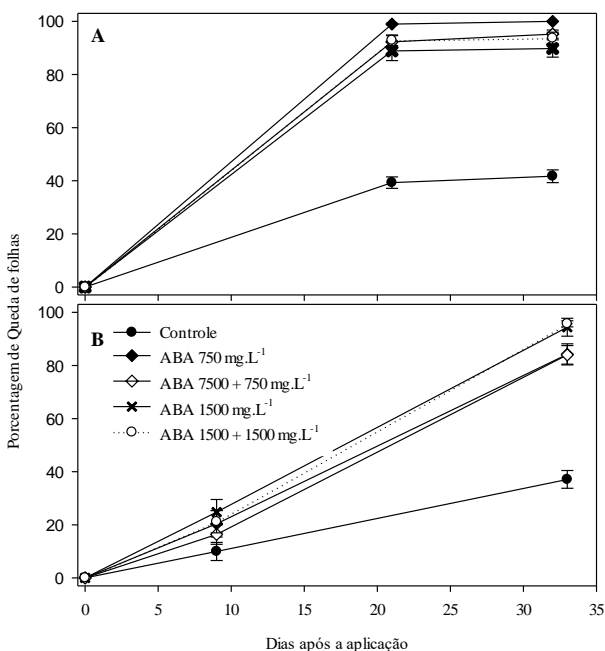 100
A
80
60
40
20
0
Porcentagem de Queda de folhas
100
B
Controle
80
ABA 750 mg.L-1
ABA 7500 + 750 mg.L-1
60
ABA 1500 mg.L-1
40
ABA 1500 + 1500 mg.L-1
20
0
0 5 10 15 20 25 30 35
Dias após a aplicação